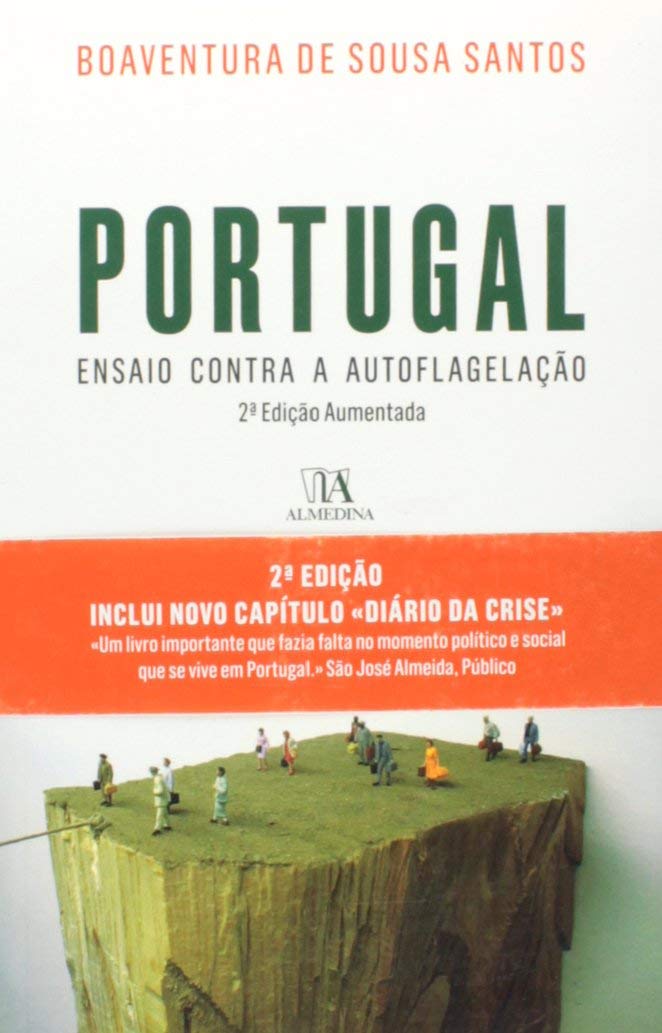 BOAVENTURA DE SOUSA SANTOS
PORTUGAL
ENSAIO CONTRA A AUTOFLAGELAÇÃO
2ª Edição Aumentada
NA
ALMEDINA
2ª EDIÇÃO
INCLUI NOVO CAPÍTULO «DIÁRIO DA CRISE»
«Um livro importante que fazia falta no momento político e social
que se vive em Portugal.» São José Almeida, Público